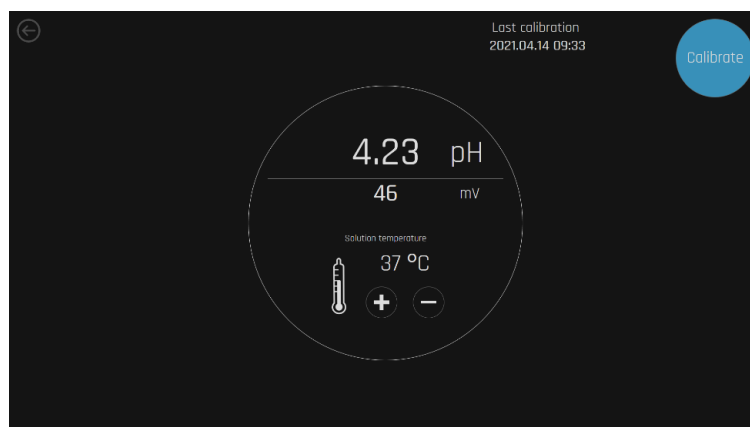 Last calibration
2021.04.14 09:33
Calibrate
4.23 pH
46 mV
Solution temperature
37 °C